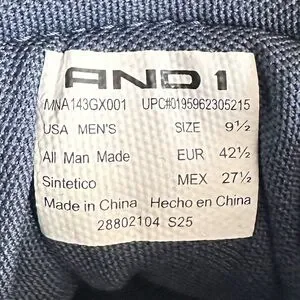 AND 1
MNA143GX001 UPC#0195962305215
USA MEN'S SIZE 9½
All Man Made EUR 42½
Sintetico MEX 27½
Made in China Hecho en China
28802104 S25